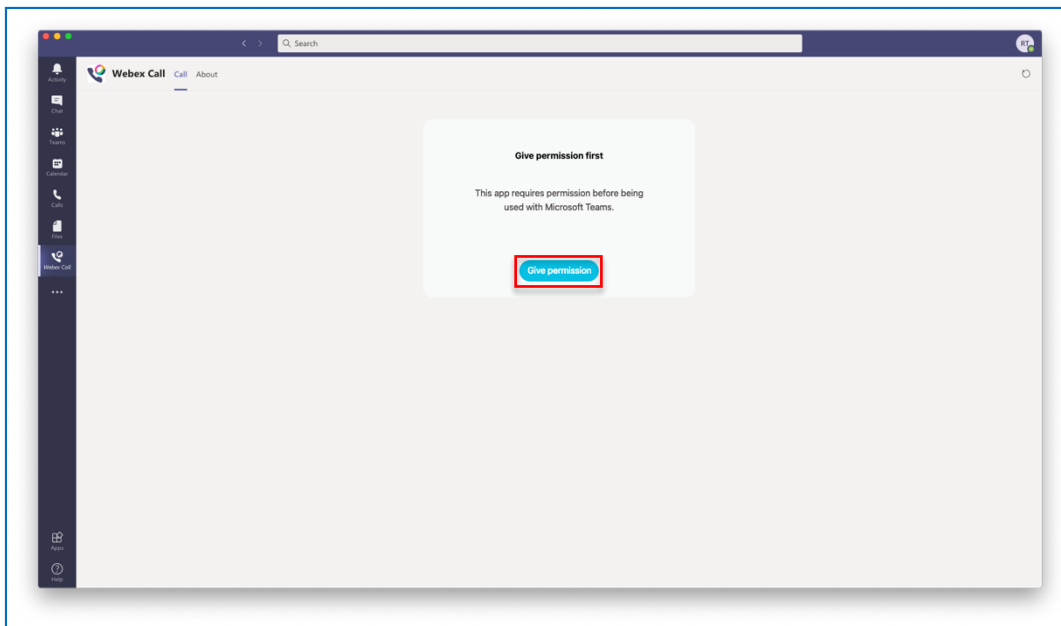 Search
RT
Activity
Webex Call Call About
Chat
Teams
Calendar
Calls
Files
Webex Call
Give permission first
This app requires permission before being
used with Microsoft Teams.
Give permission
Apps
Help